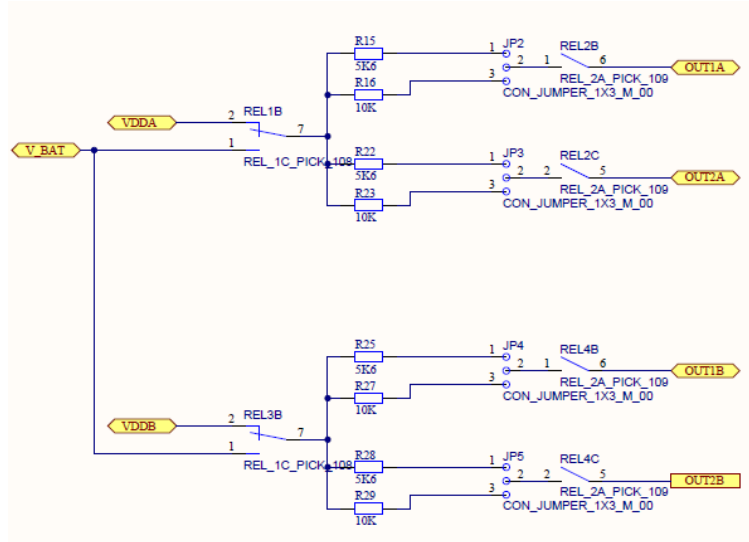 R15
5K6
R16
10K
1 JP2
2
3
CON_JUMPER_1X3_M_00
REL2B
1 6
REL_2A_PICK_109
OUT1A
VDDA
2 REL1B
7
1
REL_1C_PICK_108
V_BAT
R22
5K6
R23
10K
1 JP3
2
3
CON_JUMPER_1X3_M_00
REL2C
2 5
REL_2A_PICK_109
OUT2A
R25
5K6
R27
10K
1 JP4
2
3
CON_JUMPER_1X3_M_00
REL4B
1 6
REL_2A_PICK_109
OUT1B
VDDB
2 REL3B
7
1
REL_1C_PICK_108
R28
5K6
R29
10K
1 JP5
2
3
CON_JUMPER_1X3_M_00
REL4C
2 5
REL_2A_PICK_109
OUT2B